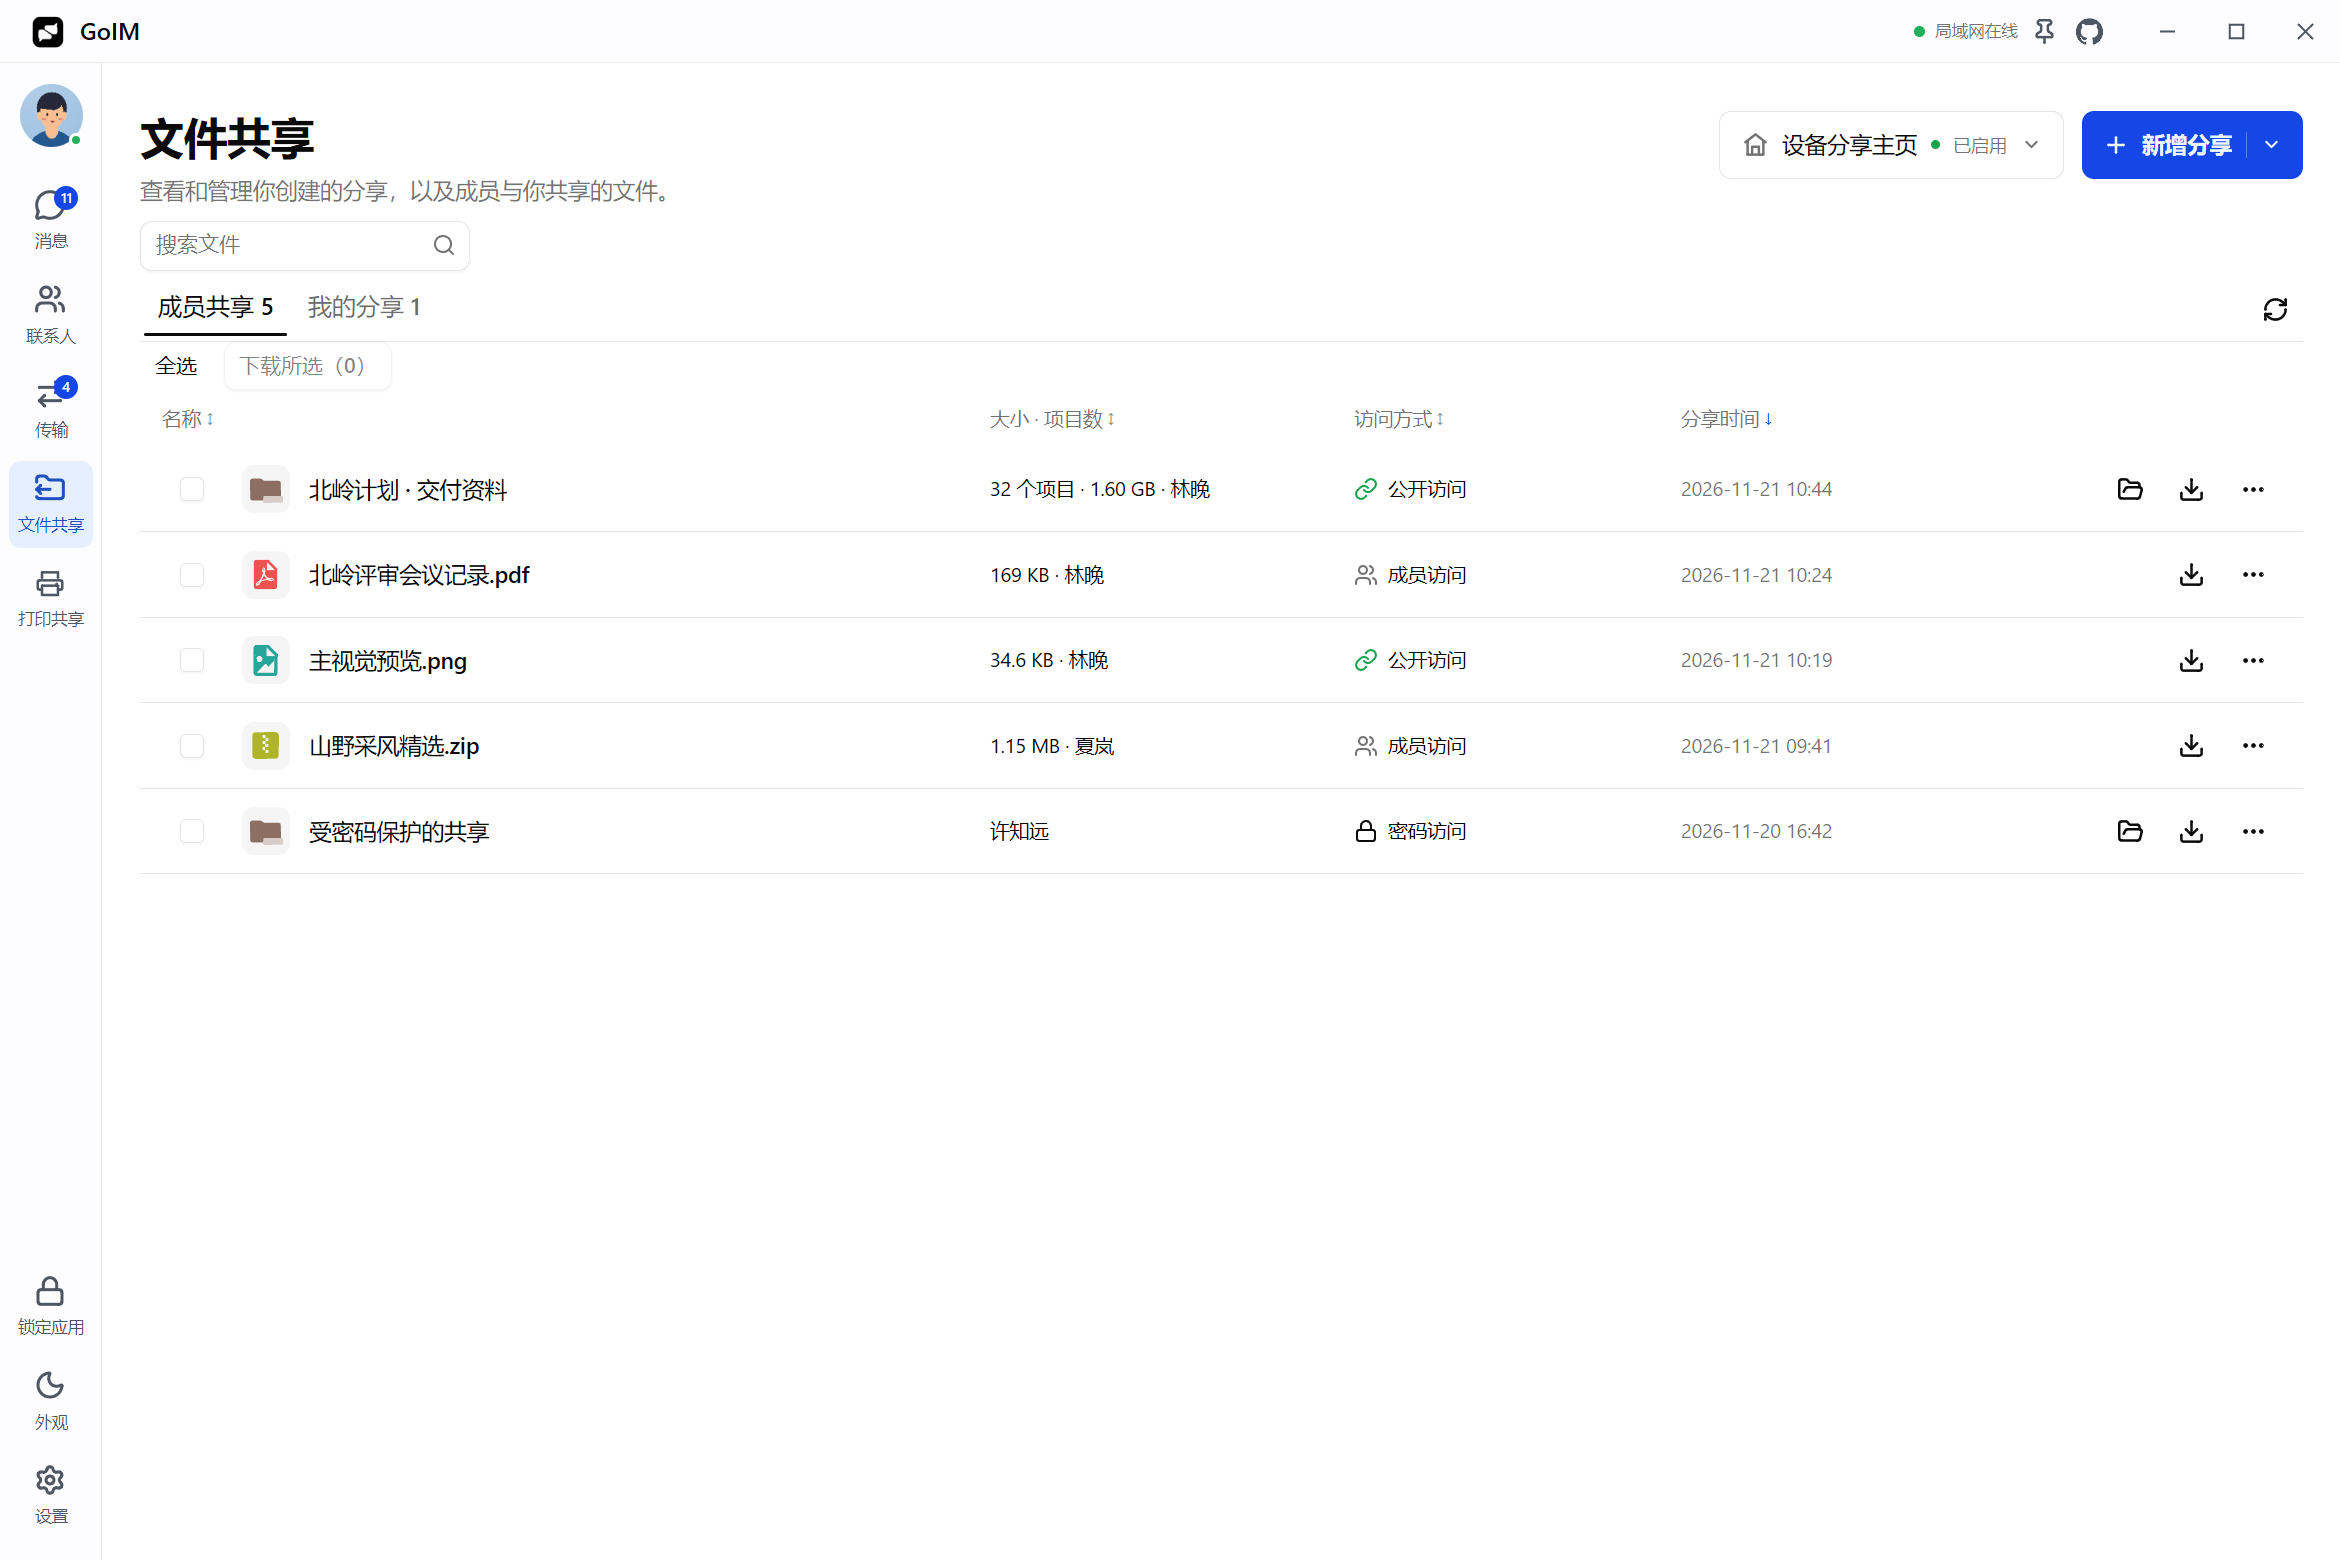 GoIM
局域网在线
11
消息
联系人
4
传输
文件共享
打印共享
锁定应用
外观
设置
文件共享
查看和管理你创建的分享，以及成员与你共享的文件。
设备分享主页 已启用
新增分享
搜索文件
成员共享 5 我的分享 1
全选 下载所选（0）
名称 大小 · 项目数 访问方式 分享时间
北岭计划 · 交付资料 32 个项目 · 1.60 GB · 林晚 公开访问 2026-11-21 10:44
北岭评审会议记录.pdf 169 KB · 林晚 成员访问 2026-11-21 10:24
主视觉预览.png 34.6 KB · 林晚 公开访问 2026-11-21 10:19
山野采风精选.zip 1.15 MB · 夏岚 成员访问 2026-11-21 09:41
受密码保护的共享 许知远 密码访问 2026-11-20 16:42